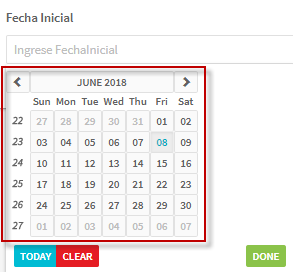 Fecha Inicial
Ingrese FechaInicial
JUNE 2018
Sun Mon Tue Wed Thu Fri Sat
22 27 28 29 30 31 01 02
23 03 04 05 06 07 08 09
24 10 11 12 13 14 15 16
25 17 18 19 20 21 22 23
26 24 25 26 27 28 29 30
27 01 02 03 04 05 06 07
TODAY CLEAR DONE